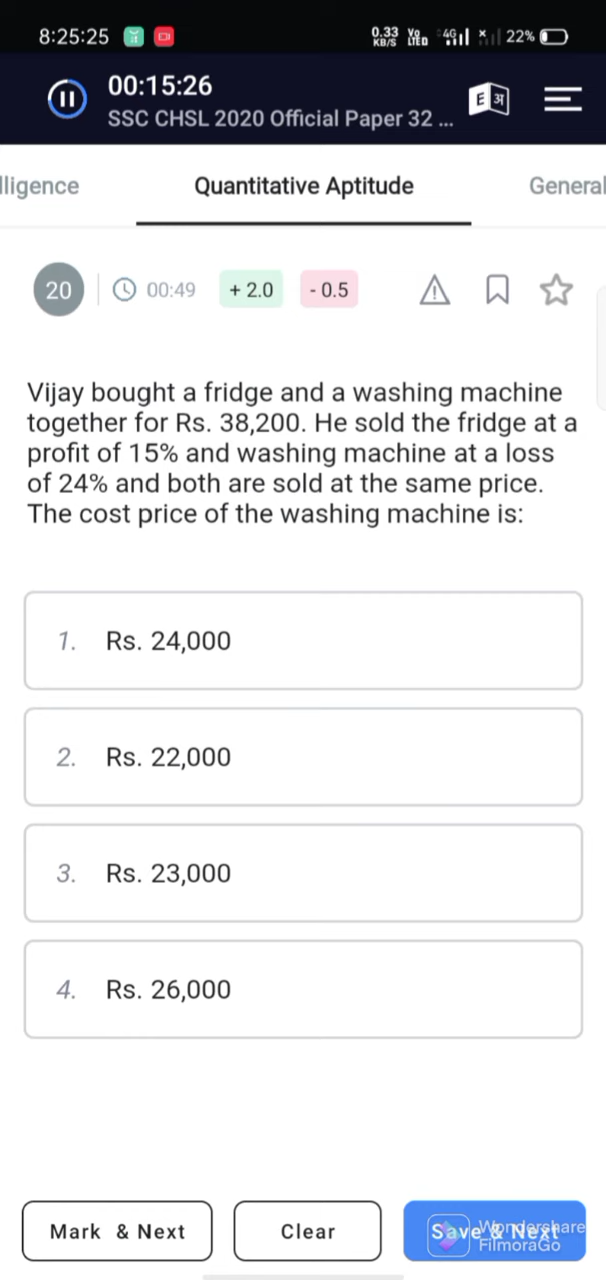 8:25:25 0.33 KB/S 4G 22%
00:15:26
SSC CHSL 2020 Official Paper 32 ...
E अ
lligence Quantitative Aptitude General
20 00:49 + 2.0 - 0.5
Vijay bought a fridge and a washing machine
together for Rs. 38,200. He sold the fridge at a
profit of 15% and washing machine at a loss
of 24% and both are sold at the same price.
The cost price of the washing machine is:
1. Rs. 24,000
2. Rs. 22,000
3. Rs. 23,000
4. Rs. 26,000
Mark & Next Clear Save & Next
Wondershare
FilmoraGo